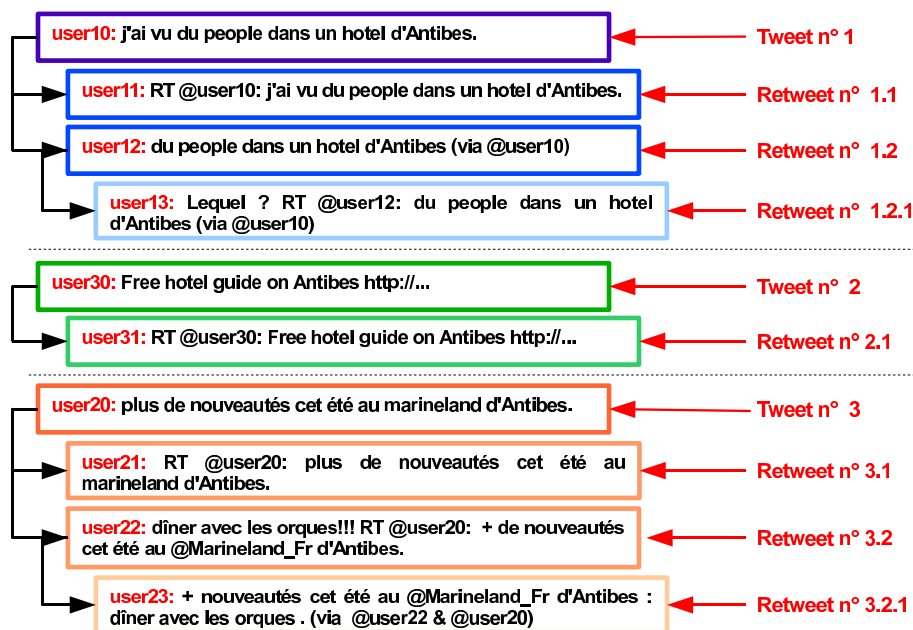 user10: j'ai vu du people dans un hotel d'Antibes.
Tweet n° 1
user11: RT @user10: j'ai vu du people dans un hotel d'Antibes.
Retweet n° 1.1
user12: du people dans un hotel d'Antibes (via @user10)
Retweet n° 1.2
user13: Lequel ? RT @user12: du people dans un hotel
d'Antibes (via @user10)
Retweet n° 1.2.1
user30: Free hotel guide on Antibes http://...
Tweet n° 2
user31: RT @user30: Free hotel guide on Antibes http://...
Retweet n° 2.1
user20: plus de nouveautés cet été au marineland d'Antibes.
Tweet n° 3
user21: RT @user20: plus de nouveautés cet été au
marineland d'Antibes.
Retweet n° 3.1
user22: dîner avec les orques!!! RT @user20: + de nouveautés
cet été au @Marineland_Fr d'Antibes.
Retweet n° 3.2
user23: + nouveautés cet été au @Marineland_Fr d'Antibes :
dîner avec les orques . (via @user22 & @user20)
Retweet n° 3.2.1